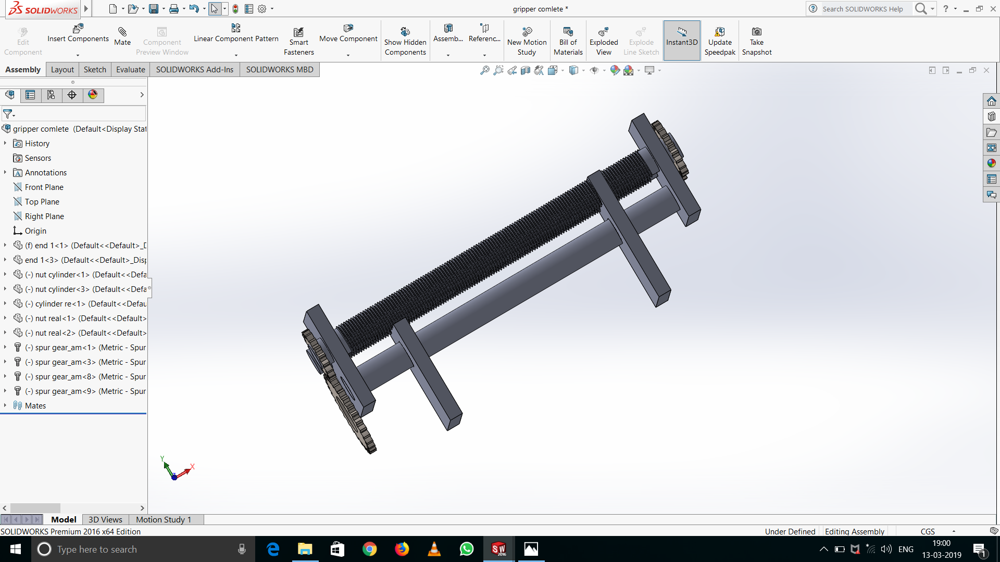 SOLIDWORKS
gripper comlete *
Search SOLIDWORKS Help
?
Edit
Component
Insert Components
Mate
Component
Preview Window
Linear Component Pattern
Smart
Fasteners
Move Component
Show Hidden
Components
Assemb...
Referenc...
New Motion
Study
Bill of
Materials
Exploded
View
Explode
Line Sketch
Instant3D
Update
Speedpak
Take
Snapshot
Assembly
Layout
Sketch
Evaluate
SOLIDWORKS Add-Ins
SOLIDWORKS MBD
gripper comlete (Default<Display Stat
History
Sensors
Annotations
Front Plane
Top Plane
Right Plane
Origin
(f) end 1<1> (Default<<Default>_D
end 1<3> (Default<<Default>_Disp
(-) nut cylinder<1> (Default<<Defa
(-) nut cylinder<3> (Default<<Defa
(-) cylinder re<1> (Default<<Defau
(-) nut real<1> (Default<<Default>
(-) nut real<2> (Default<<Default>
(-) spur gear_am<1> (Metric - Spur
(-) spur gear_am<3> (Metric - Spur
(-) spur gear_am<8> (Metric - Spur
(-) spur gear_am<9> (Metric - Spur
Mates
Y
X
Z
Model
3D Views
Motion Study 1
SOLIDWORKS Premium 2016 x64 Edition
Under Defined
Editing Assembly
CGS
Type here to search
SW
2016
ENG
19:00
13-03-2019
1